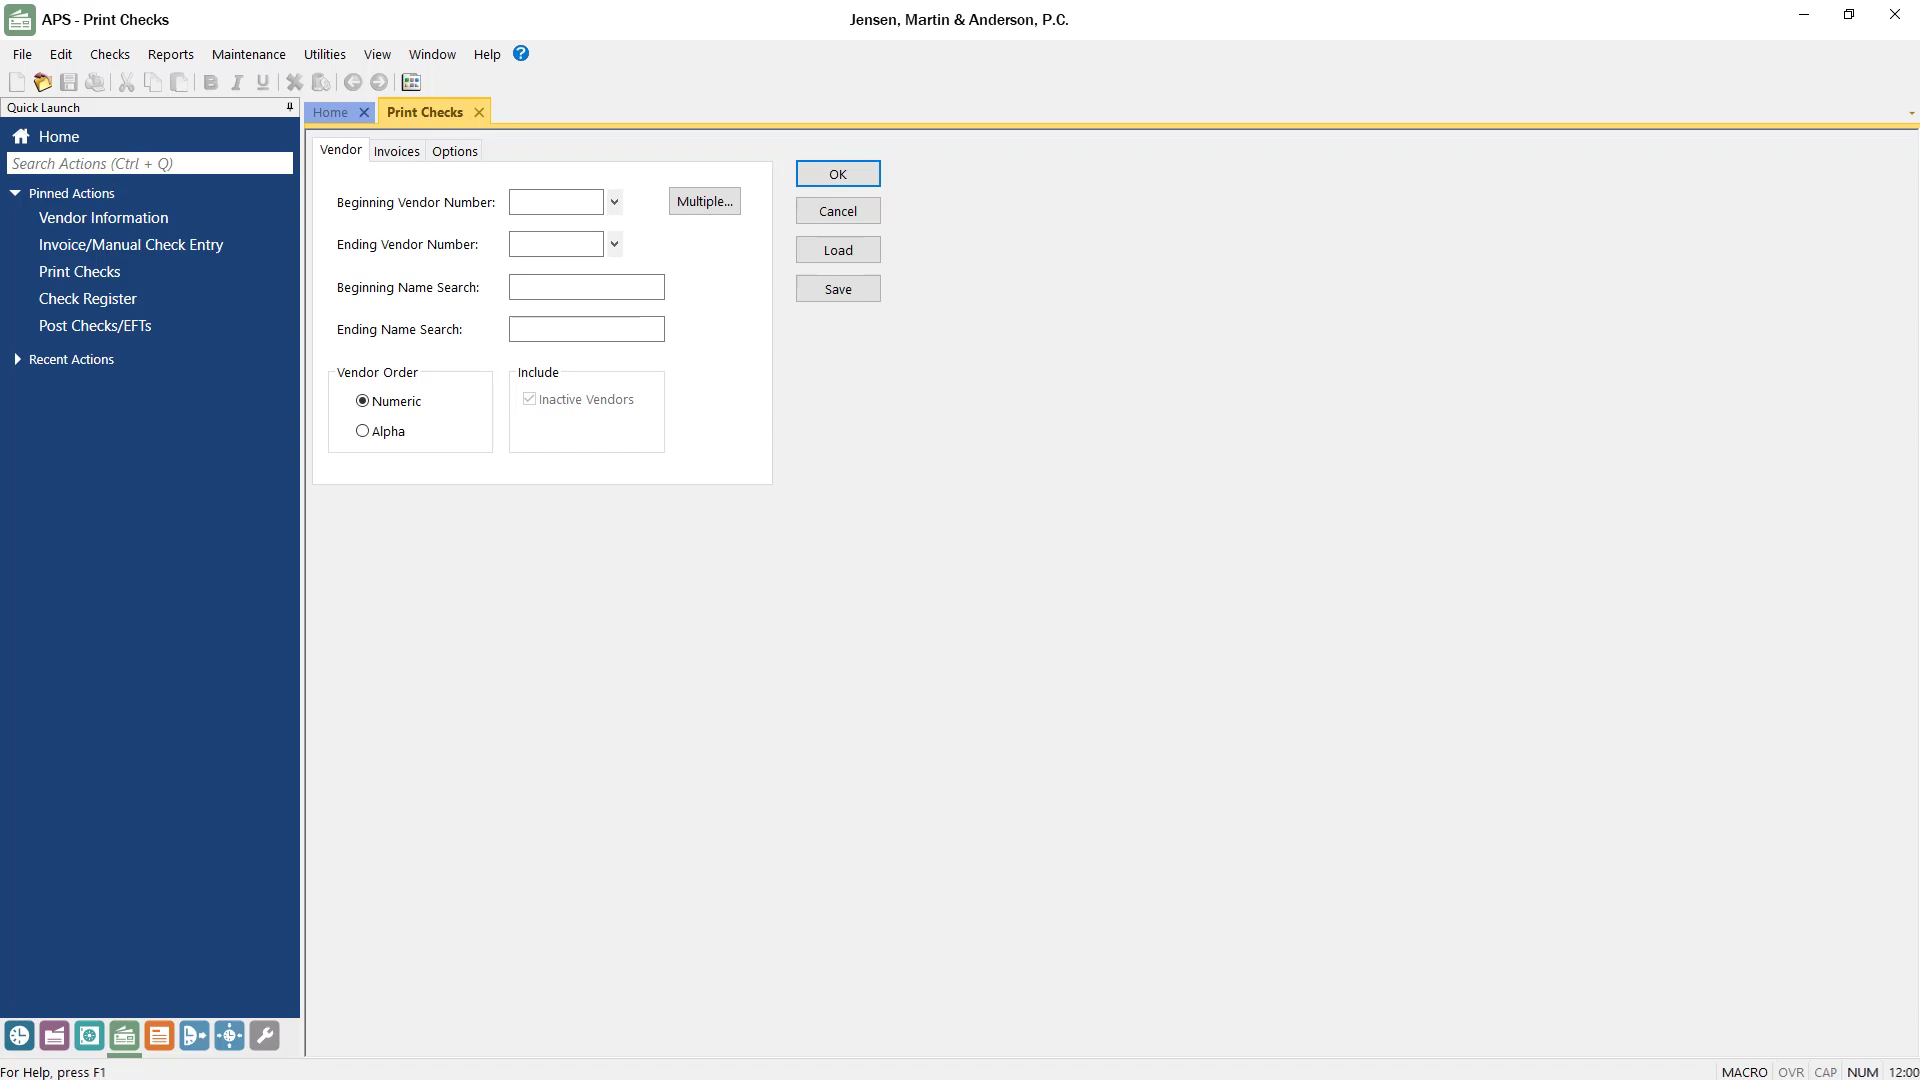 APS - Print Checks
Jensen, Martin & Anderson, P.C.
File Edit Checks Reports Maintenance Utilities View Window Help ?
B I U
Quick Launch
Home Print Checks
Home
Search Actions (Ctrl + Q)
Pinned Actions
Vendor Information
Invoice/Manual Check Entry
Print Checks
Check Register
Post Checks/EFTs
Recent Actions
Vendor Invoices Options
Beginning Vendor Number: Multiple...
Ending Vendor Number:
Beginning Name Search:
Ending Name Search:
Vendor Order
Numeric
Alpha
Include
Inactive Vendors
OK
Cancel
Load
Save
For Help, press F1
MACRO OVR CAP NUM 12:00